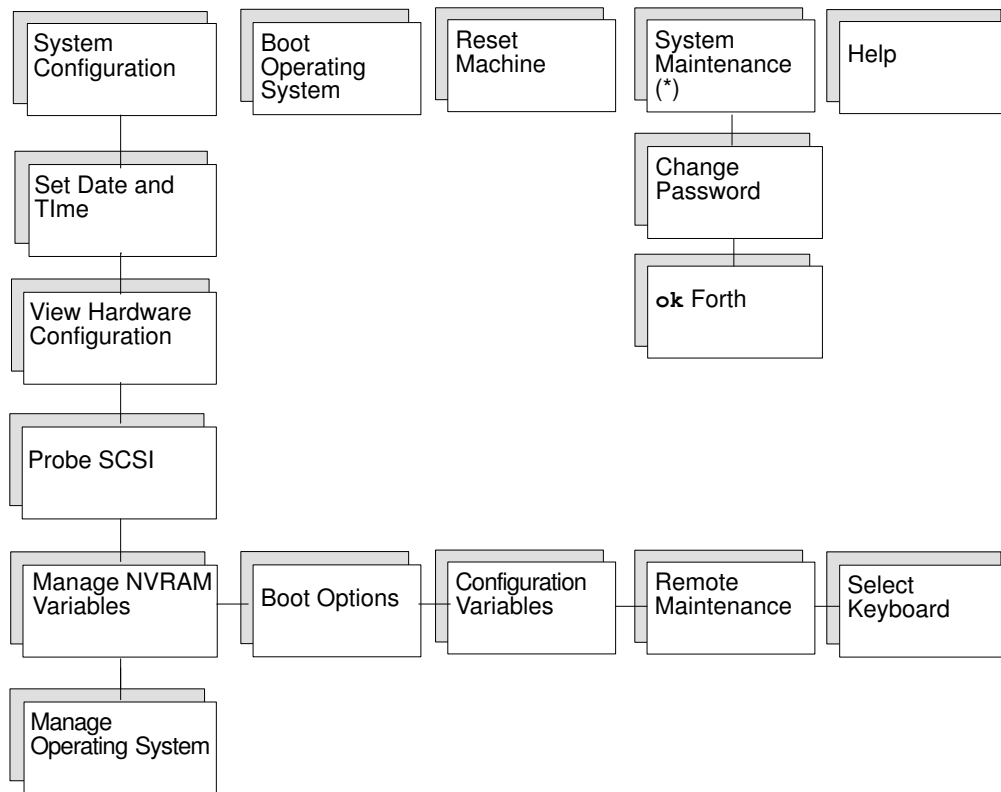 System
Configuration
Boot
Operating
System
Reset
Machine
System
Maintenance
(*)
Help
Set Date and
TIme
Change
Password
View Hardware
Configuration
ok Forth
Probe SCSI
Manage NVRAM
Variables
Boot Options
Configuration
Variables
Remote
Maintenance
Select
Keyboard
Manage
Operating System